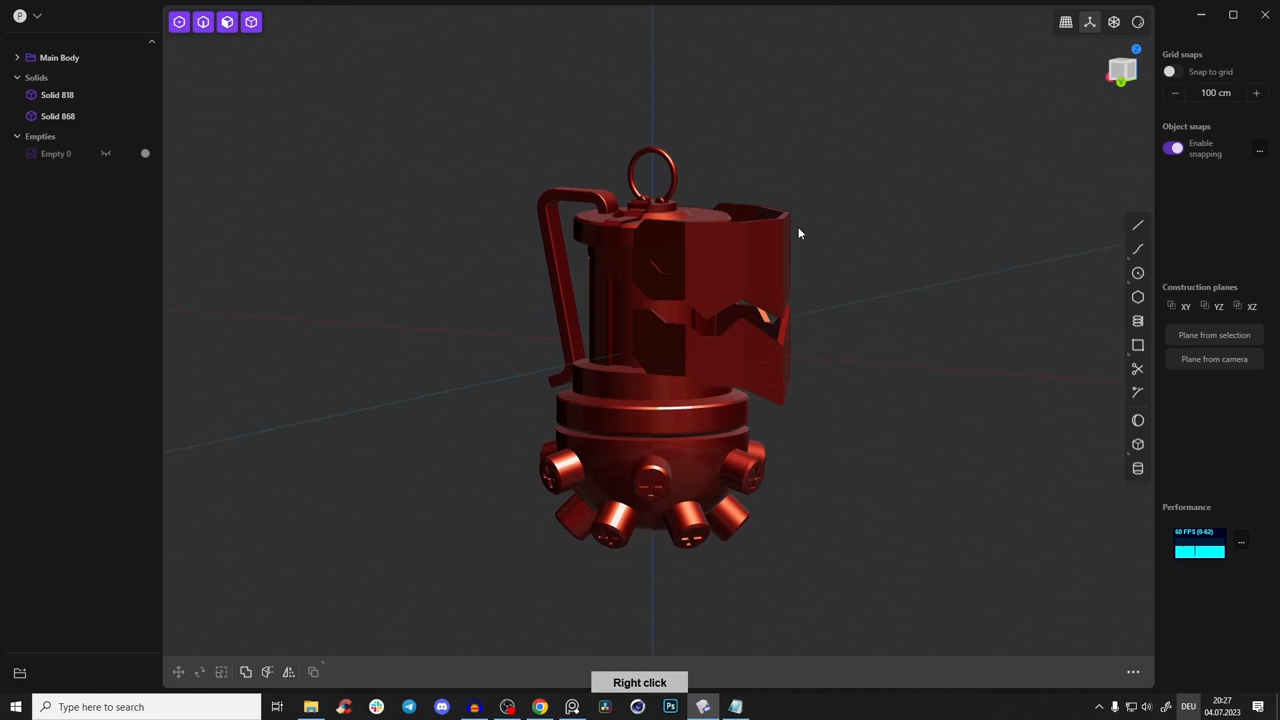 P
Main Body
Solids
Solid 818
Solid 868
Empties
Empty 0
Z
Grid snaps
Snap to grid
100 cm
Object snaps
Enable
snapping
...
Construction planes
XY YZ XZ
Plane from selection
Plane from camera
Performance
60 FPS (0-62)
...
Right click
Type here to search
Ps
DEU
20:27
04.07.2023